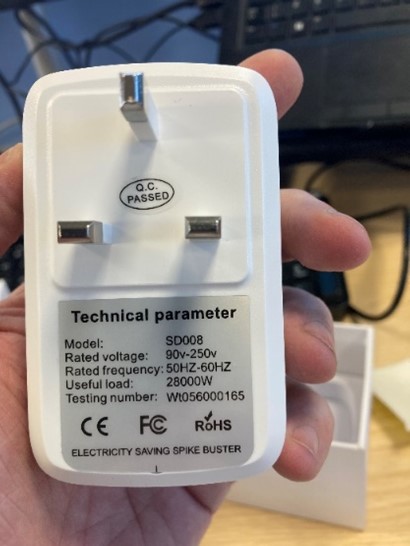 Q.C.
PASSED
Technical parameter
Model: SD008
Rated voltage: 90v-250v
Rated frequency: 50HZ-60HZ
Useful load: 28000W
Testing number: Wt056000165
CE FC RoHS
ELECTRICITY SAVING SPIKE BUSTER